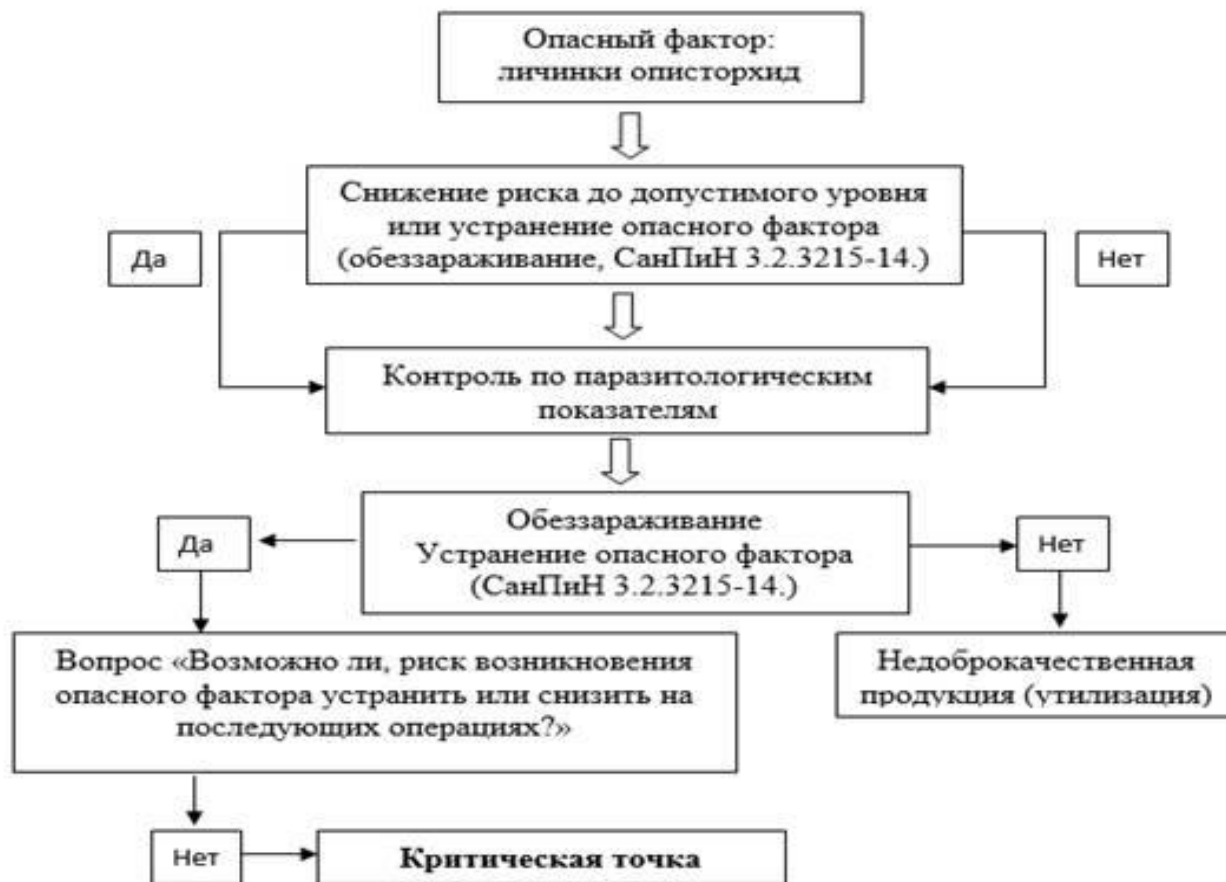 Опасный фактор:
личинки описторхид
Снижение риска до допустимого уровня
или устранение опасного фактора
(обеззараживание, СанПиН 3.2.3215-14.)
Да
Нет
Контроль по паразитологическим
показателям
Обеззараживание
Устранение опасного фактора
(СанПиН 3.2.3215-14.)
Да
Нет
Вопрос «Возможно ли, риск возникновения
опасного фактора устранить или снизить на
последующих операциях?»
Недоброкачественная
продукция (утилизация)
Нет
Критическая точка